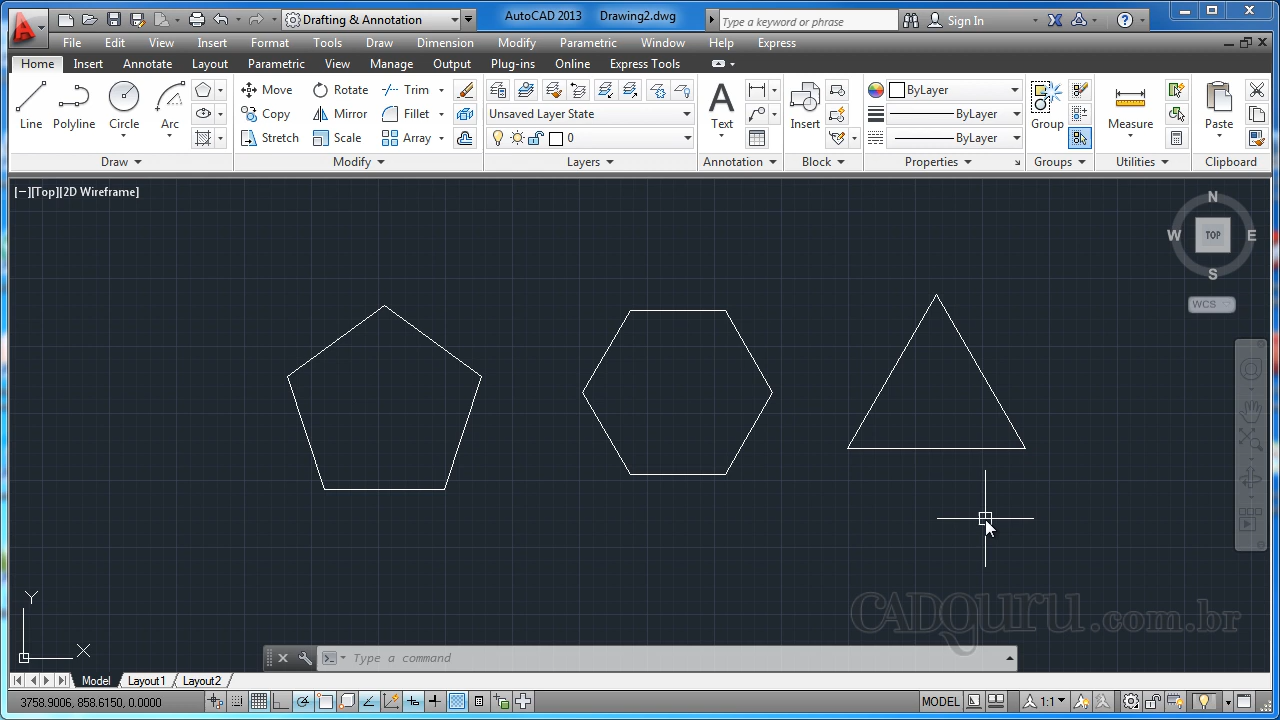 Drafting & Annotation
AutoCAD 2013 Drawing2.dwg
Type a keyword or phrase
Sign In
File Edit View Insert Format Tools Draw Dimension Modify Parametric Window Help Express
Home Insert Annotate Layout Parametric View Manage Output Plug-ins Online Express Tools
Move Rotate Trim
ByLayer
Copy Mirror Fillet
Unsaved Layer State
ByLayer
Line Polyline Circle Arc
Text Insert Group Measure Paste
Stretch Scale Array
0
ByLayer
Draw Modify Layers Annotation Block Properties Groups Utilities Clipboard
[−][Top][2D Wireframe]
N
W TOP E
S
WCS
Y
X
CADguru.com.br
Type a command
Model Layout1 Layout2
3758.9006, 858.6150, 0.0000
MODEL
1:1